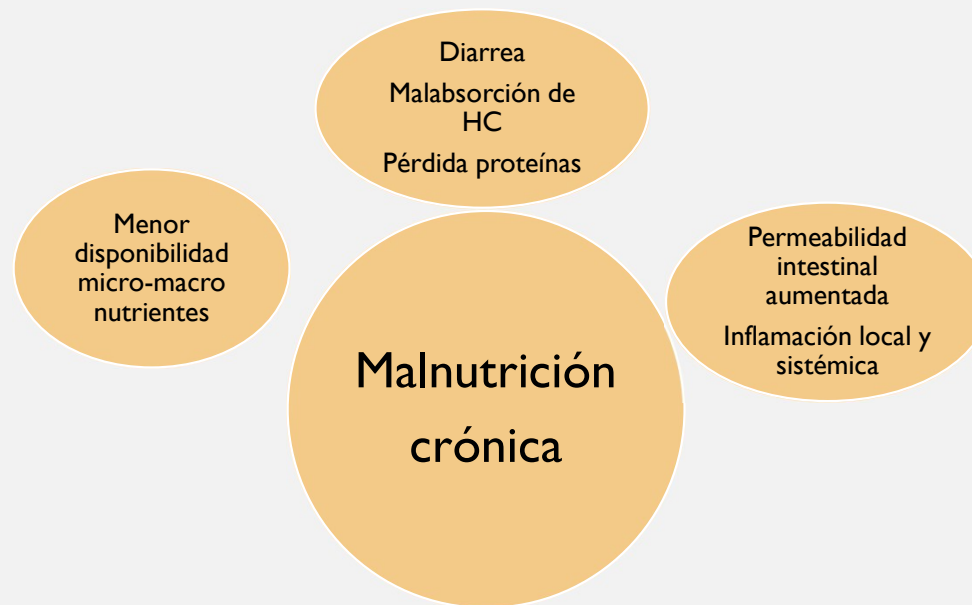 Diarrea
Malabsorción de
HC
Pérdida proteínas
Menor
disponibilidad
micro-macro
nutrientes
Permeabilidad
intestinal
aumentada
Inflamación local y
sistémica
Malnutrición
crónica